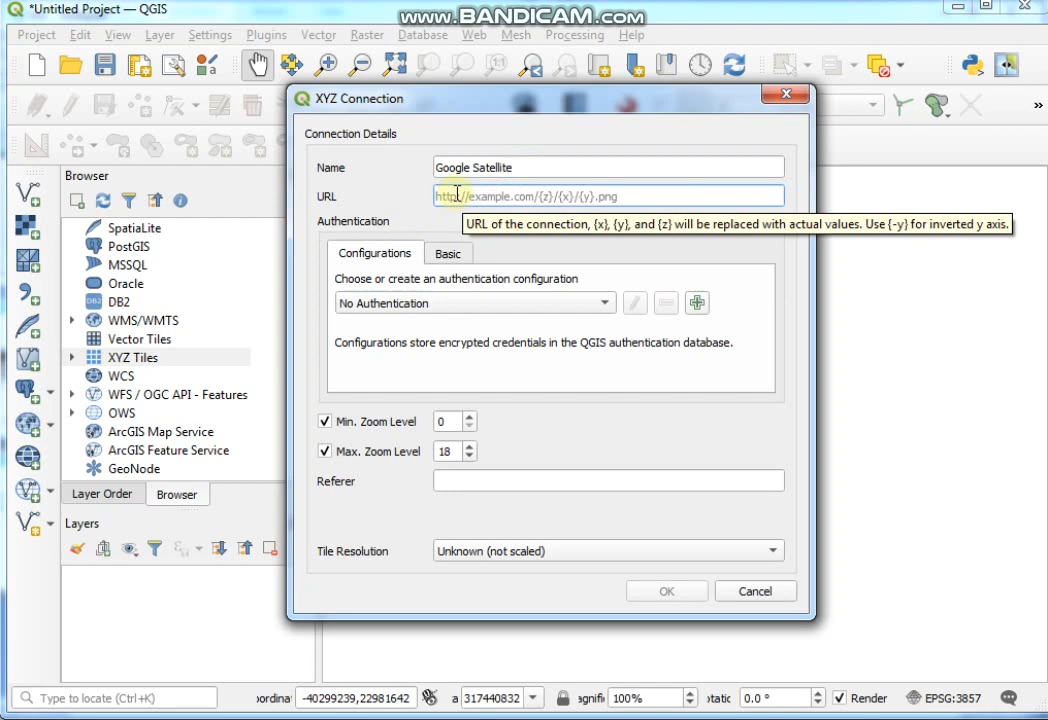 *Untitled Project — QGIS
www.BANDICAM.com
Project Edit View Layer Settings Plugins Vector Raster Database Web Mesh Processing Help
XYZ Connection
Connection Details
Name Google Satellite
URL http://example.com/{z}/{x}/{y}.png
URL of the connection, {x}, {y}, and {z} will be replaced with actual values. Use {-y} for inverted y axis.
Authentication
Configurations Basic
Choose or create an authentication configuration
No Authentication
Configurations store encrypted credentials in the QGIS authentication database.
Min. Zoom Level 0
Max. Zoom Level 18
Referer
Tile Resolution Unknown (not scaled)
OK Cancel
Browser
SpatiaLite
PostGIS
MSSQL
Oracle
DB2
WMS/WMTS
Vector Tiles
XYZ Tiles
WCS
WFS / OGC API - Features
OWS
ArcGIS Map Service
ArcGIS Feature Service
GeoNode
Layer Order Browser
Layers
Type to locate (Ctrl+K) oordina -40299239,22981642 a 317440832 agnifi 100% otatic 0.0 ° Render EPSG:3857